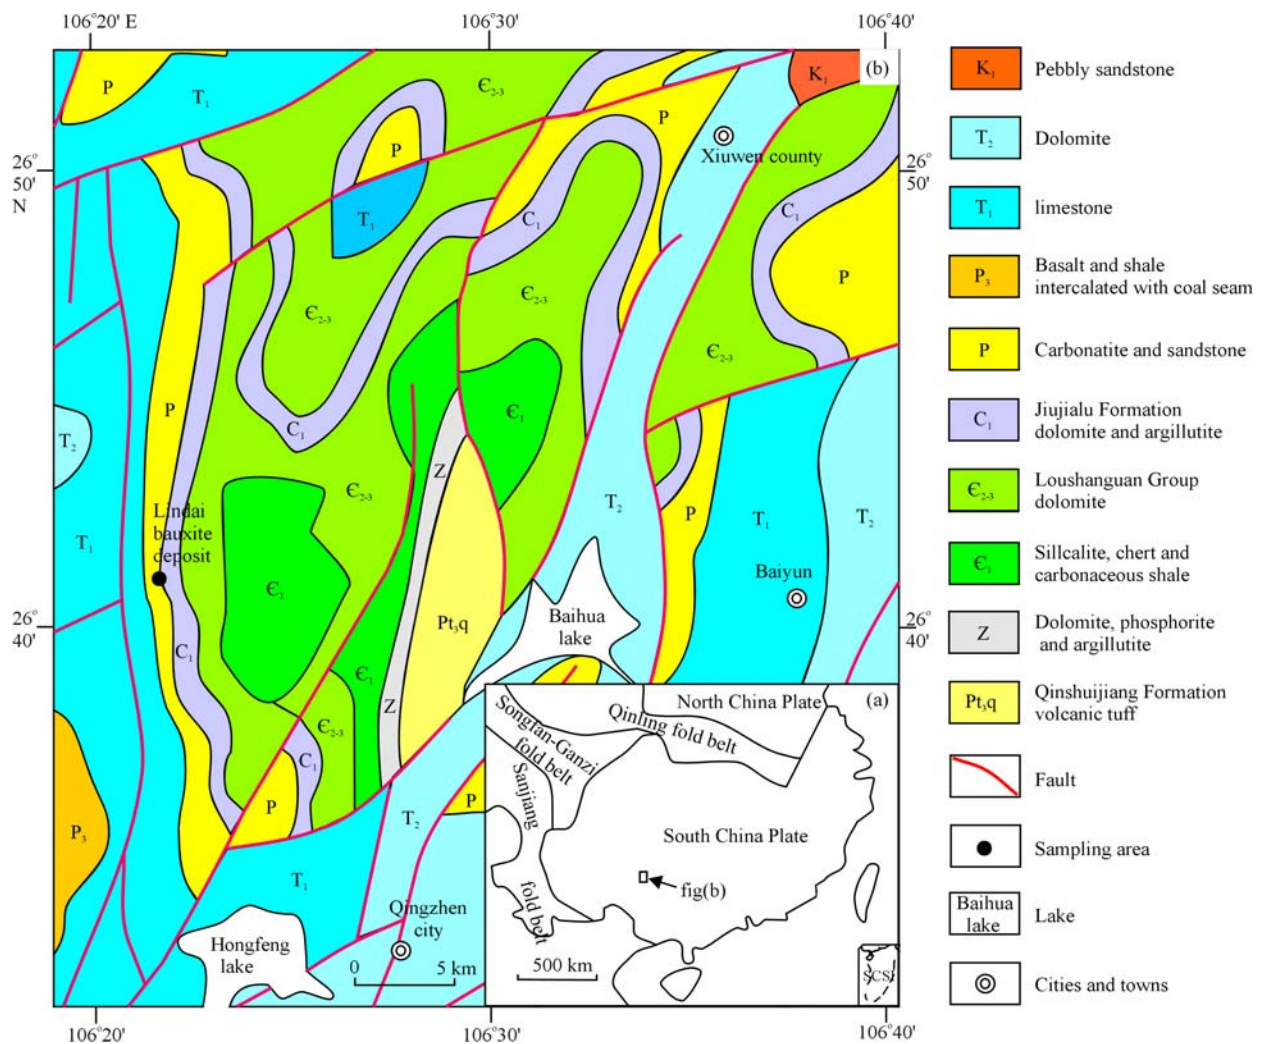 106°20' E
106°30'
106°40'
(b)
K₁
P
T₁
Є₂₋₃
P
Xiuwen county
26°
50'
N
26°
50'
P
T₁
C₁
C₁
Є₂₋₃
Є₂₋₃
P
Є₂₋₃
P
Є₁
C₁
T₂
Z
Є₂₋₃
Lindai
bauxite
deposit
T₁
T₂
P
T₁
T₂
Baiyun
Є₁
26°
40'
Baihua
lake
Pt₃q
26°
40'
C₁
Є₁
Z
Є₂₋₃
C₁
P
P₃
T₂
P
T₁
Qingzhen
city
Hongfeng
lake
0 5 km
(a)
North China Plate
Qinling fold belt
Songfan-Ganzi
fold belt
Sanjiang
fold belt
South China Plate
fig(b)
500 km
SCSI
106°20'
106°30'
106°40'
K₁ Pebbly sandstone
T₂ Dolomite
T₁ limestone
P₃ Basalt and shale
intercalated with coal seam
P Carbonatite and sandstone
C₁ Jiujialu Formation
dolomite and argillutite
Є₂₋₃ Loushanguan Group
dolomite
Є₁ Sillcalite, chert and
carbonaceous shale
Z Dolomite, phosphorite
and argillutite
Pt₃q Qinshuijiang Formation
volcanic tuff
Fault
Sampling area
Baihua
lake
Lake
Cities and towns